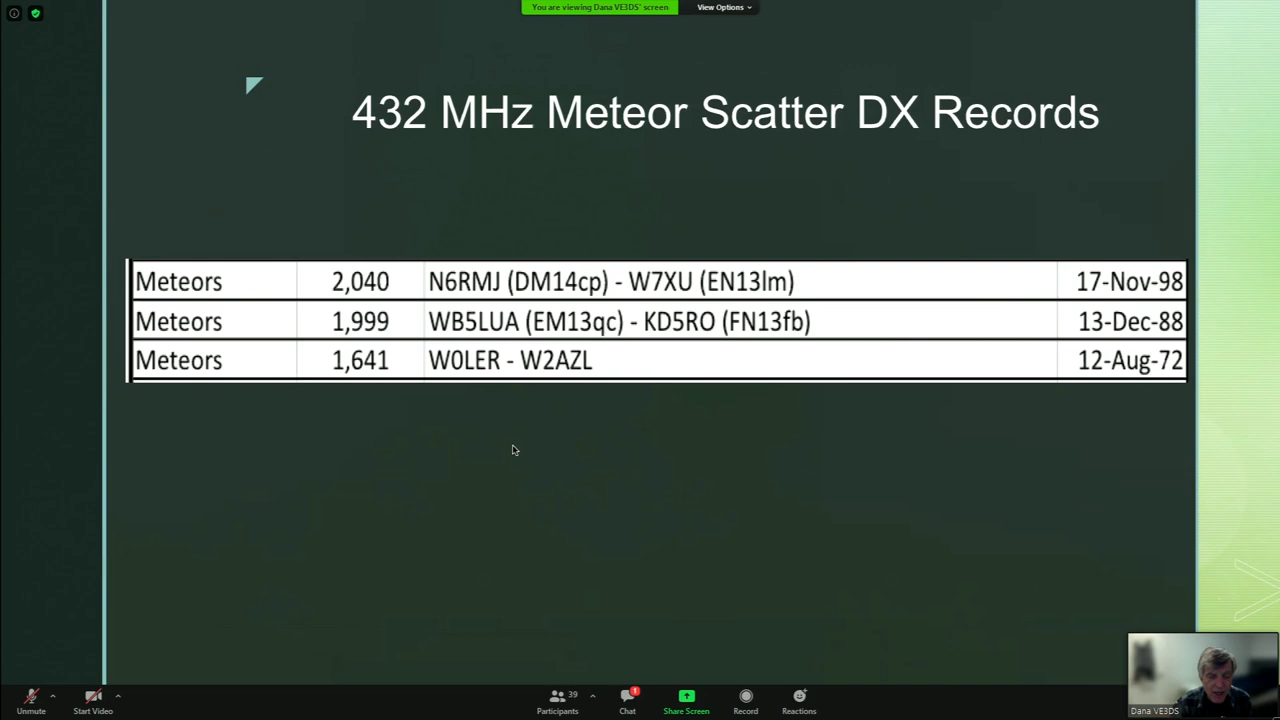 You are viewing Dana VE3DS' screen
View Options
432 MHz Meteor Scatter DX Records
Meteors 2,040 N6RMJ (DM14cp) - W7XU (EN13lm) 17-Nov-98
Meteors 1,999 WB5LUA (EM13qc) - KD5RO (FN13fb) 13-Dec-88
Meteors 1,641 W0LER - W2AZL 12-Aug-72
Dana VE3DS
39
1
Unmute Start Video Participants Chat Share Screen Record Reactions